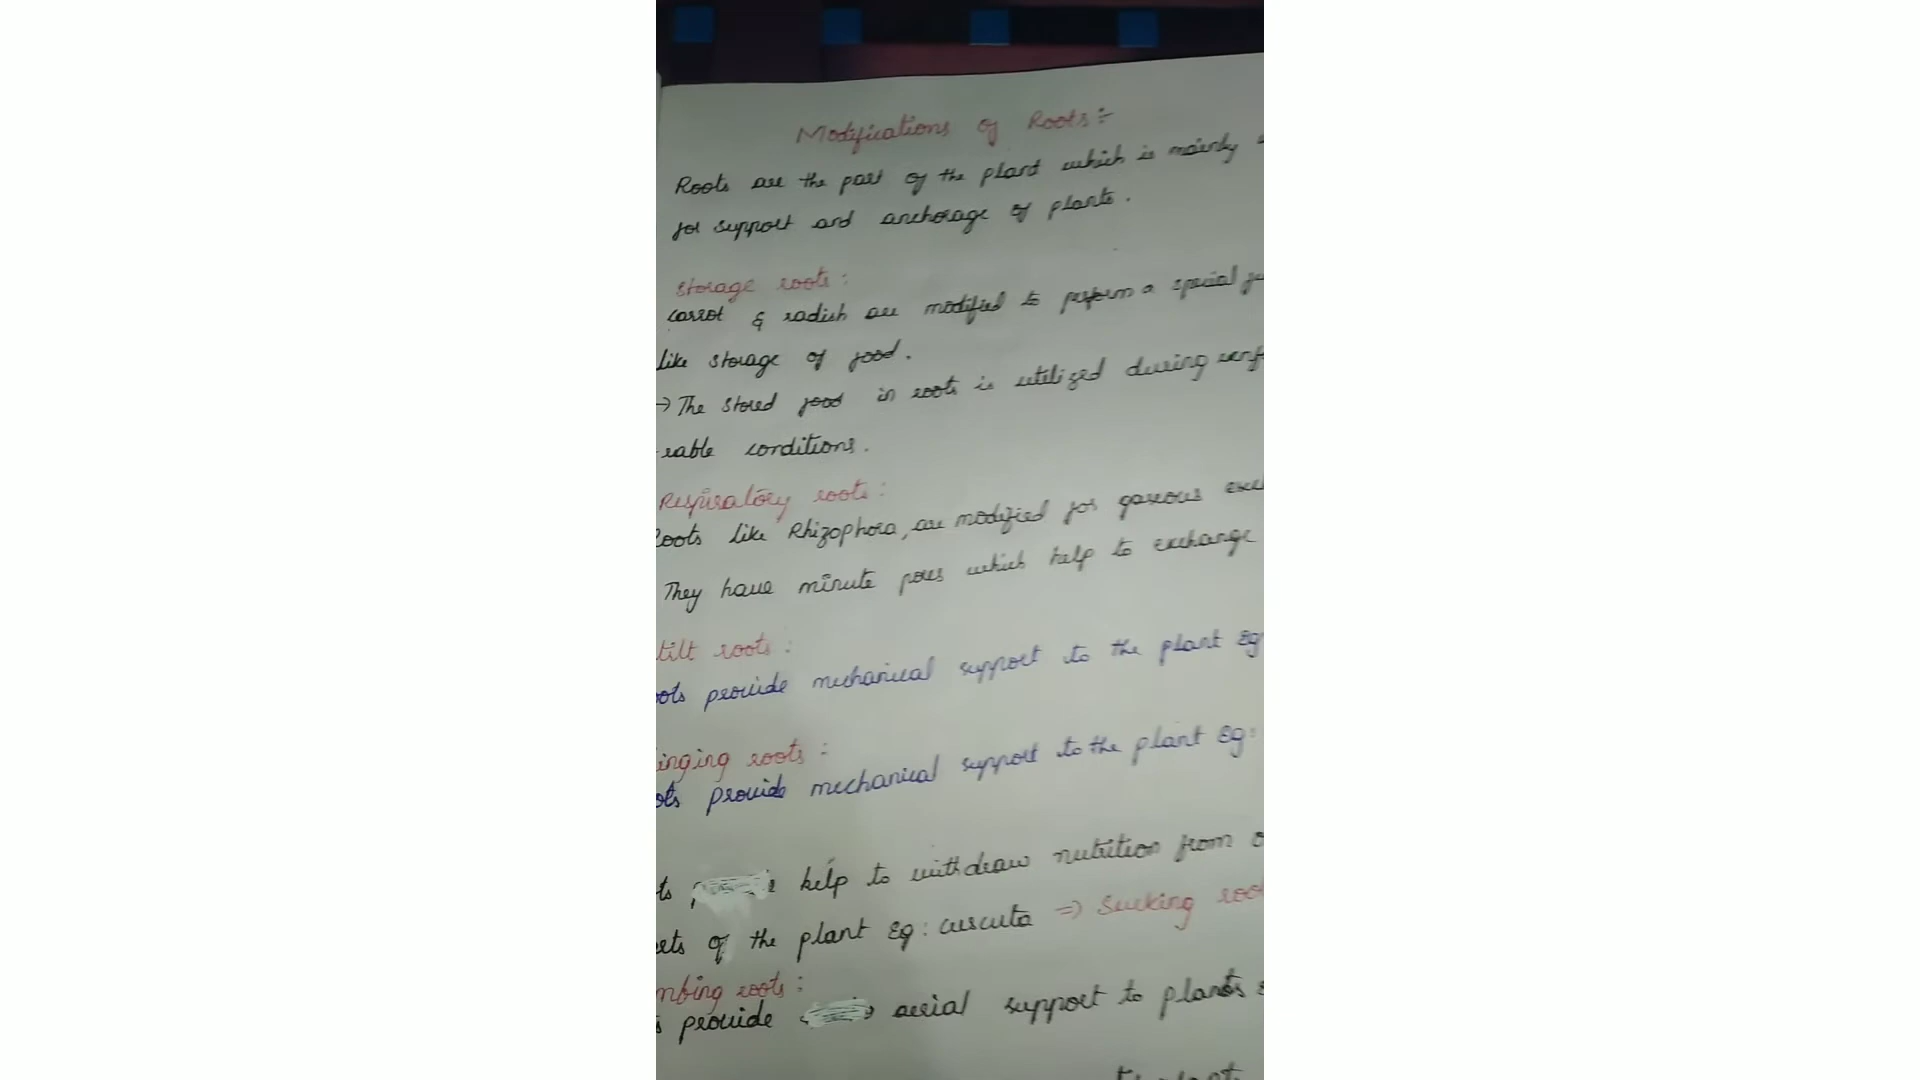 Modifications of Roots:-
Roots are the part of the plant which is mainly
for support and anchorage of plants.
Storage roots:
carrot & radish are modified to perform a special
like storage of food.
→ The stored food in roots is utilized during
rable conditions.
Respiratory roots:
Roots like Rhizophora, are modified for gaseous
They have minute pores which help to exchange
tilt roots:
ots provide mechanical support to the plant Eg
inging roots:
ots provide mechanical support to the plant Eg:
ts help to withdraw nutrition from
ets of the plant Eg: cuscuta ⇒ Sucking roo
mbing roots:
s provide aerial support to plants